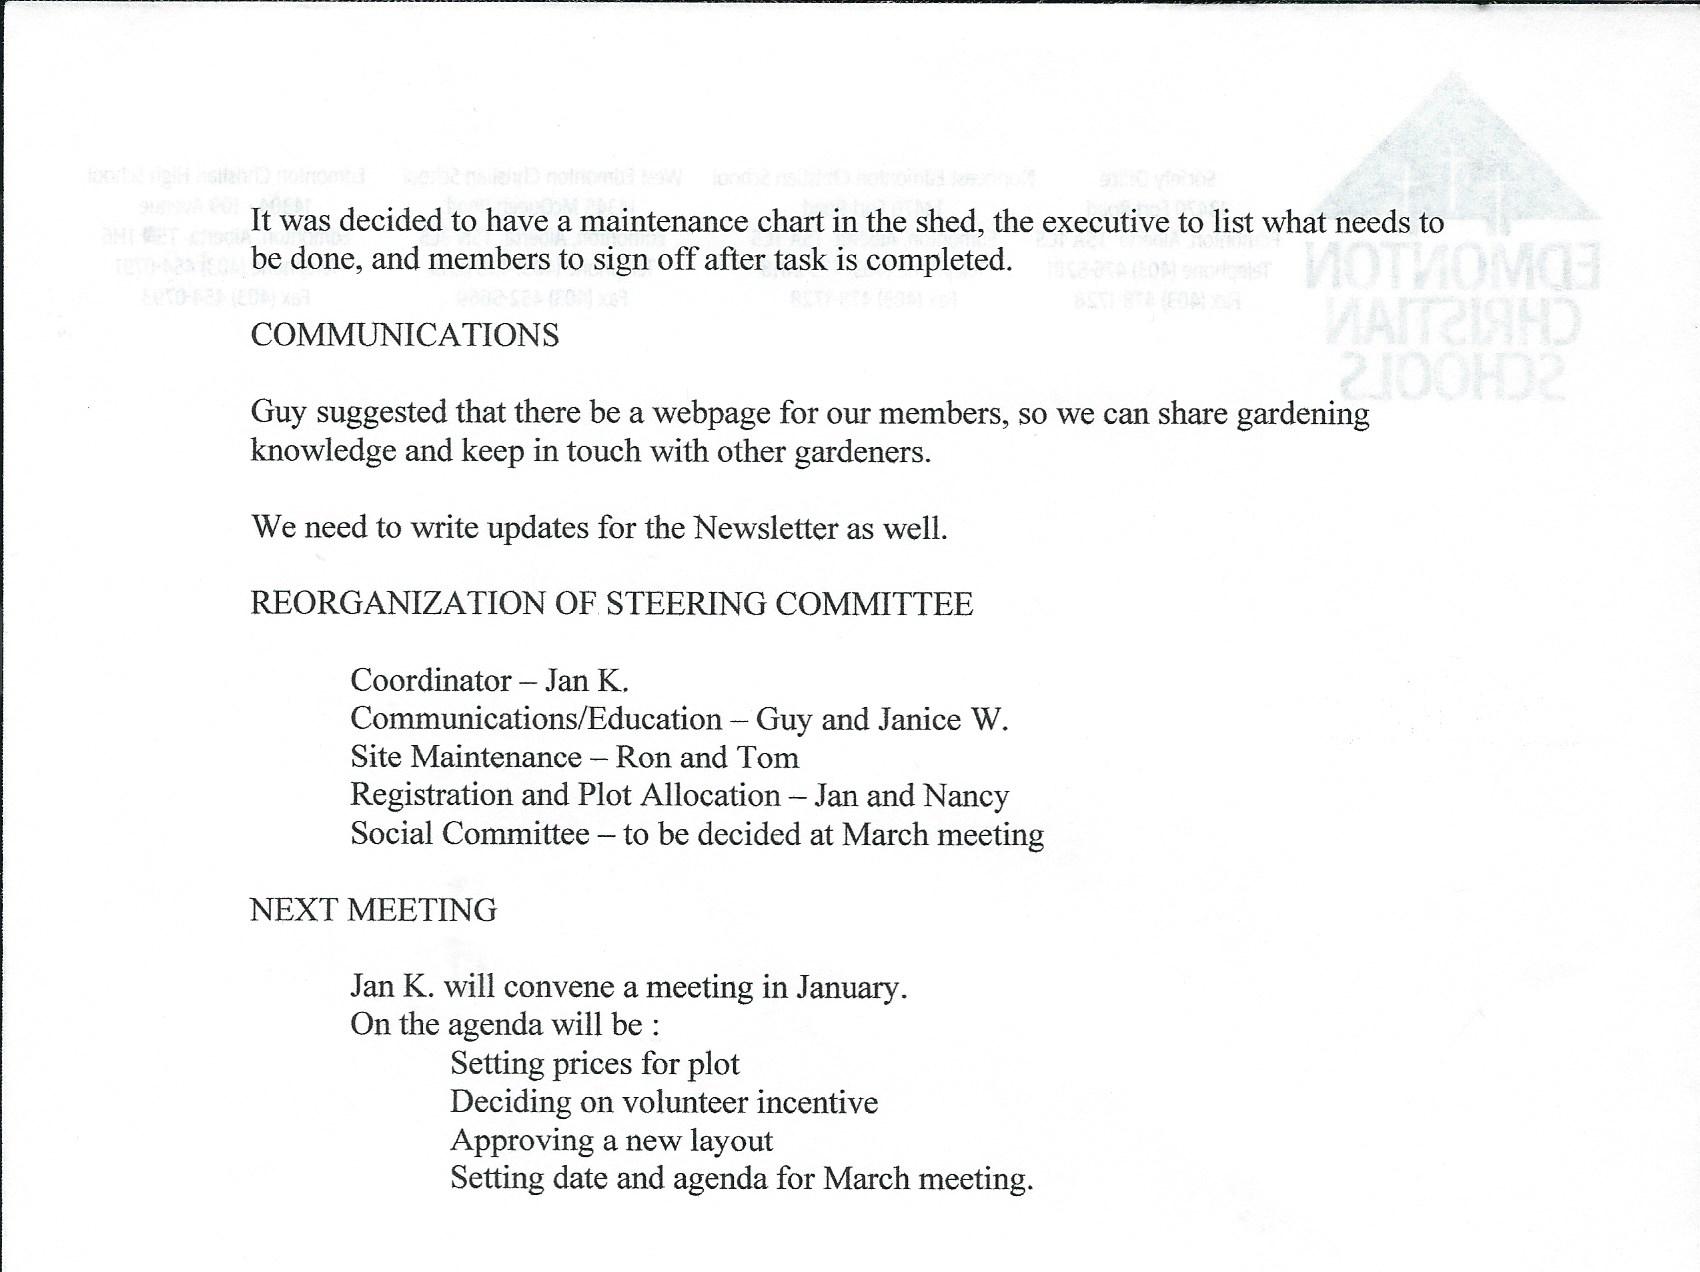 EDMONTON
CHRISTIAN
SCHOOLS
It was decided to have a maintenance chart in the shed, the executive to list what needs to
be done, and members to sign off after task is completed.
COMMUNICATIONS
Guy suggested that there be a webpage for our members, so we can share gardening
knowledge and keep in touch with other gardeners.
We need to write updates for the Newsletter as well.
REORGANIZATION OF STEERING COMMITTEE
Coordinator – Jan K.
Communications/Education – Guy and Janice W.
Site Maintenance – Ron and Tom
Registration and Plot Allocation – Jan and Nancy
Social Committee – to be decided at March meeting
NEXT MEETING
Jan K. will convene a meeting in January.
On the agenda will be :
Setting prices for plot
Deciding on volunteer incentive
Approving a new layout
Setting date and agenda for March meeting.